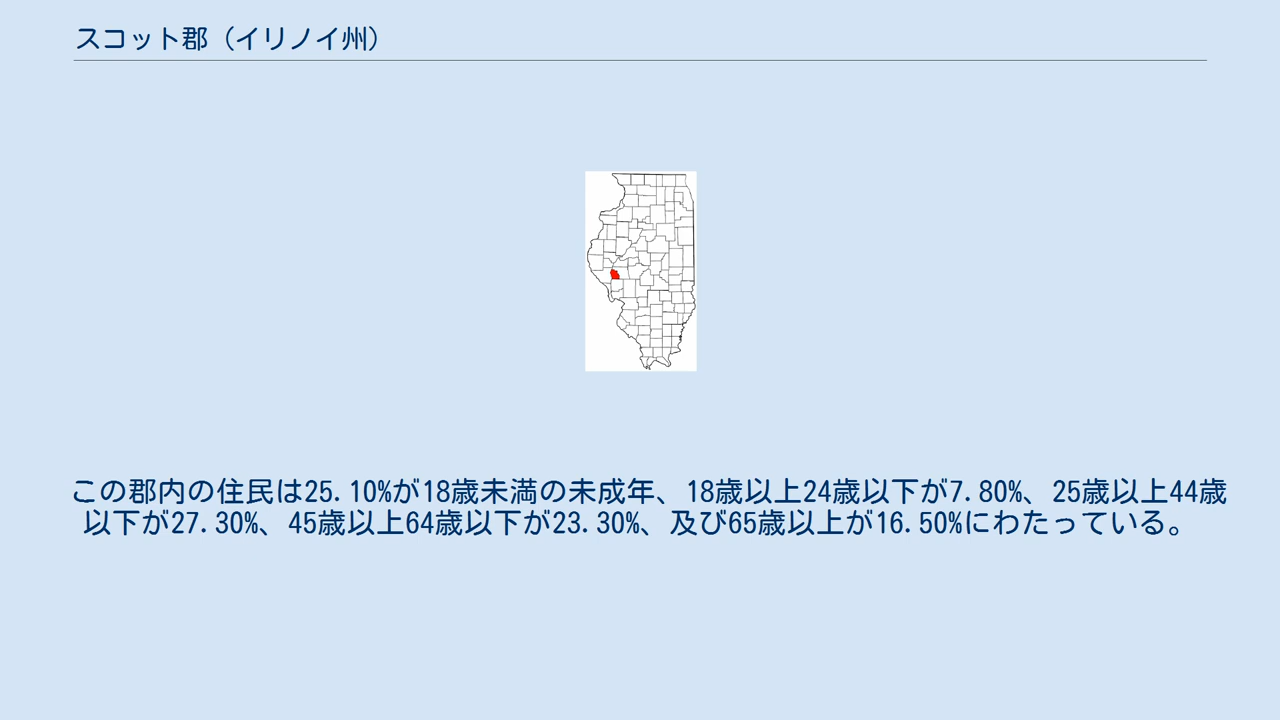 スコット郡（イリノイ州）
この郡内の住民は25.10%が18歳未満の未成年、18歳以上24歳以下が7.80%、25歳以上44歳
以下が27.30%、45歳以上64歳以下が23.30%、及び65歳以上が16.50%にわたっている。